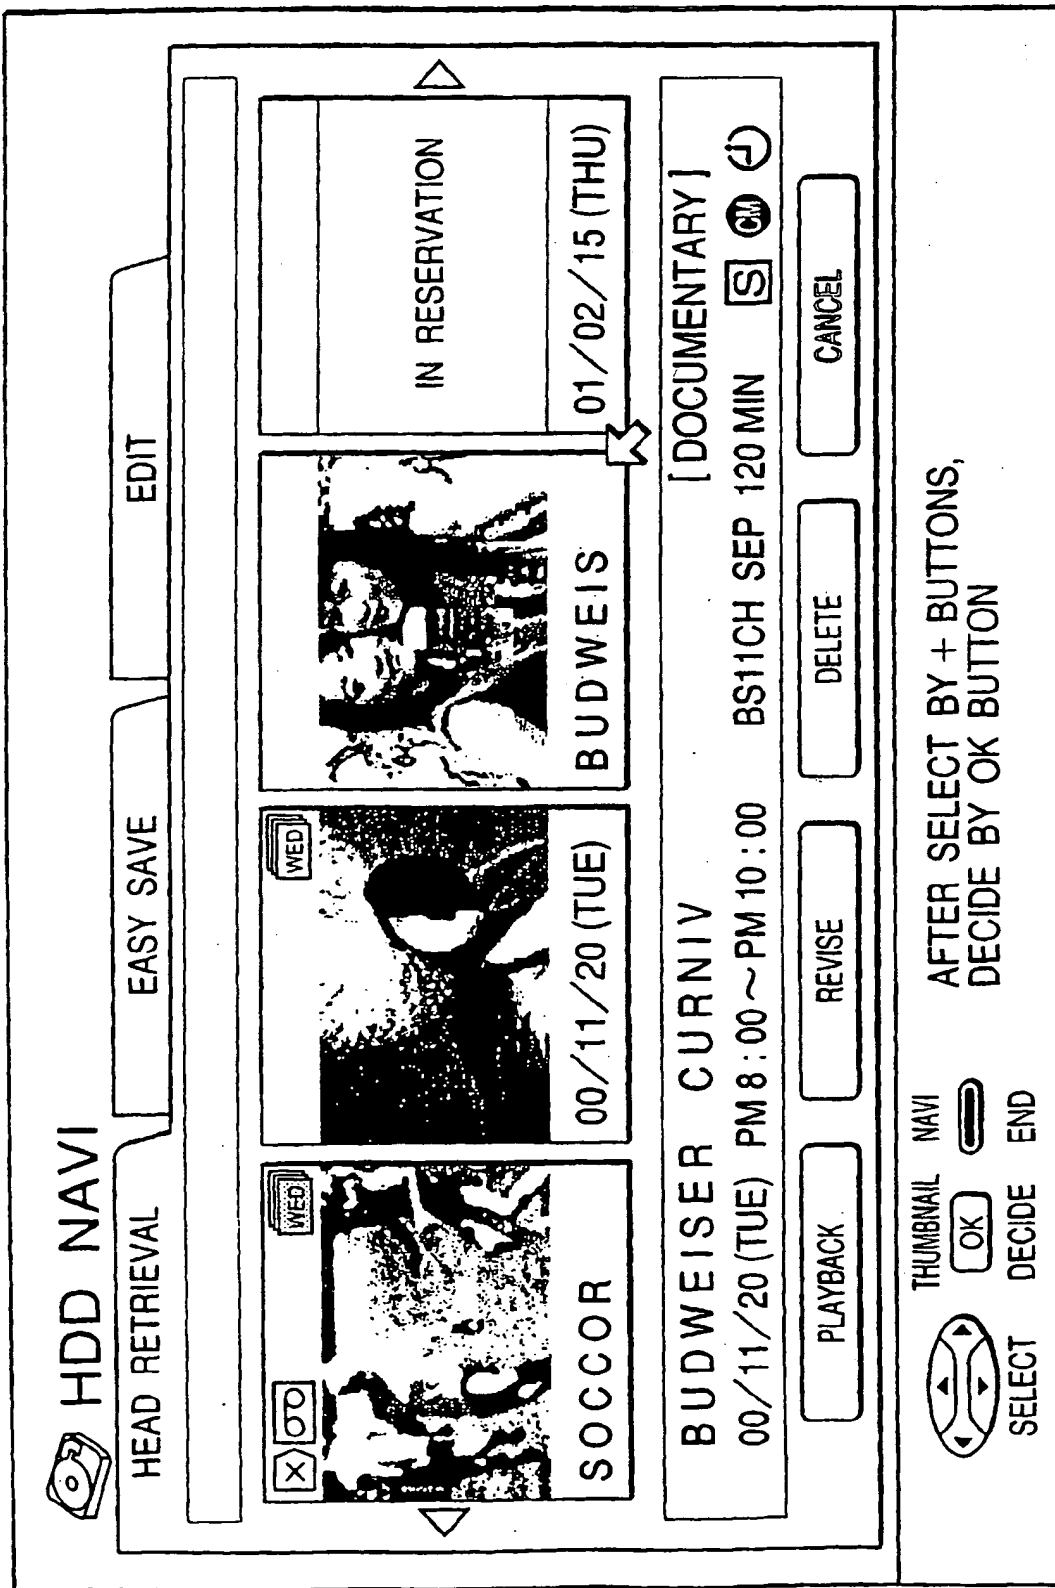 HDD NAVI
HEAD RETRIEVAL
EASY SAVE
EDIT
WED
WED
SOCCOR
00/11/20 (TUE)
BUDWEIS
IN RESERVATION
01/02/15 (THU)
BUDWEISER CURNIV [DOCUMENTARY]
00/11/20 (TUE) PM 8:00~PM 10:00 BS11CH SEP 120 MIN S CM
PLAYBACK
REVISE
DELETE
CANCEL
THUMBNAIL NAVI
OK
SELECT DECIDE END
AFTER SELECT BY + BUTTONS,
DECIDE BY OK BUTTON